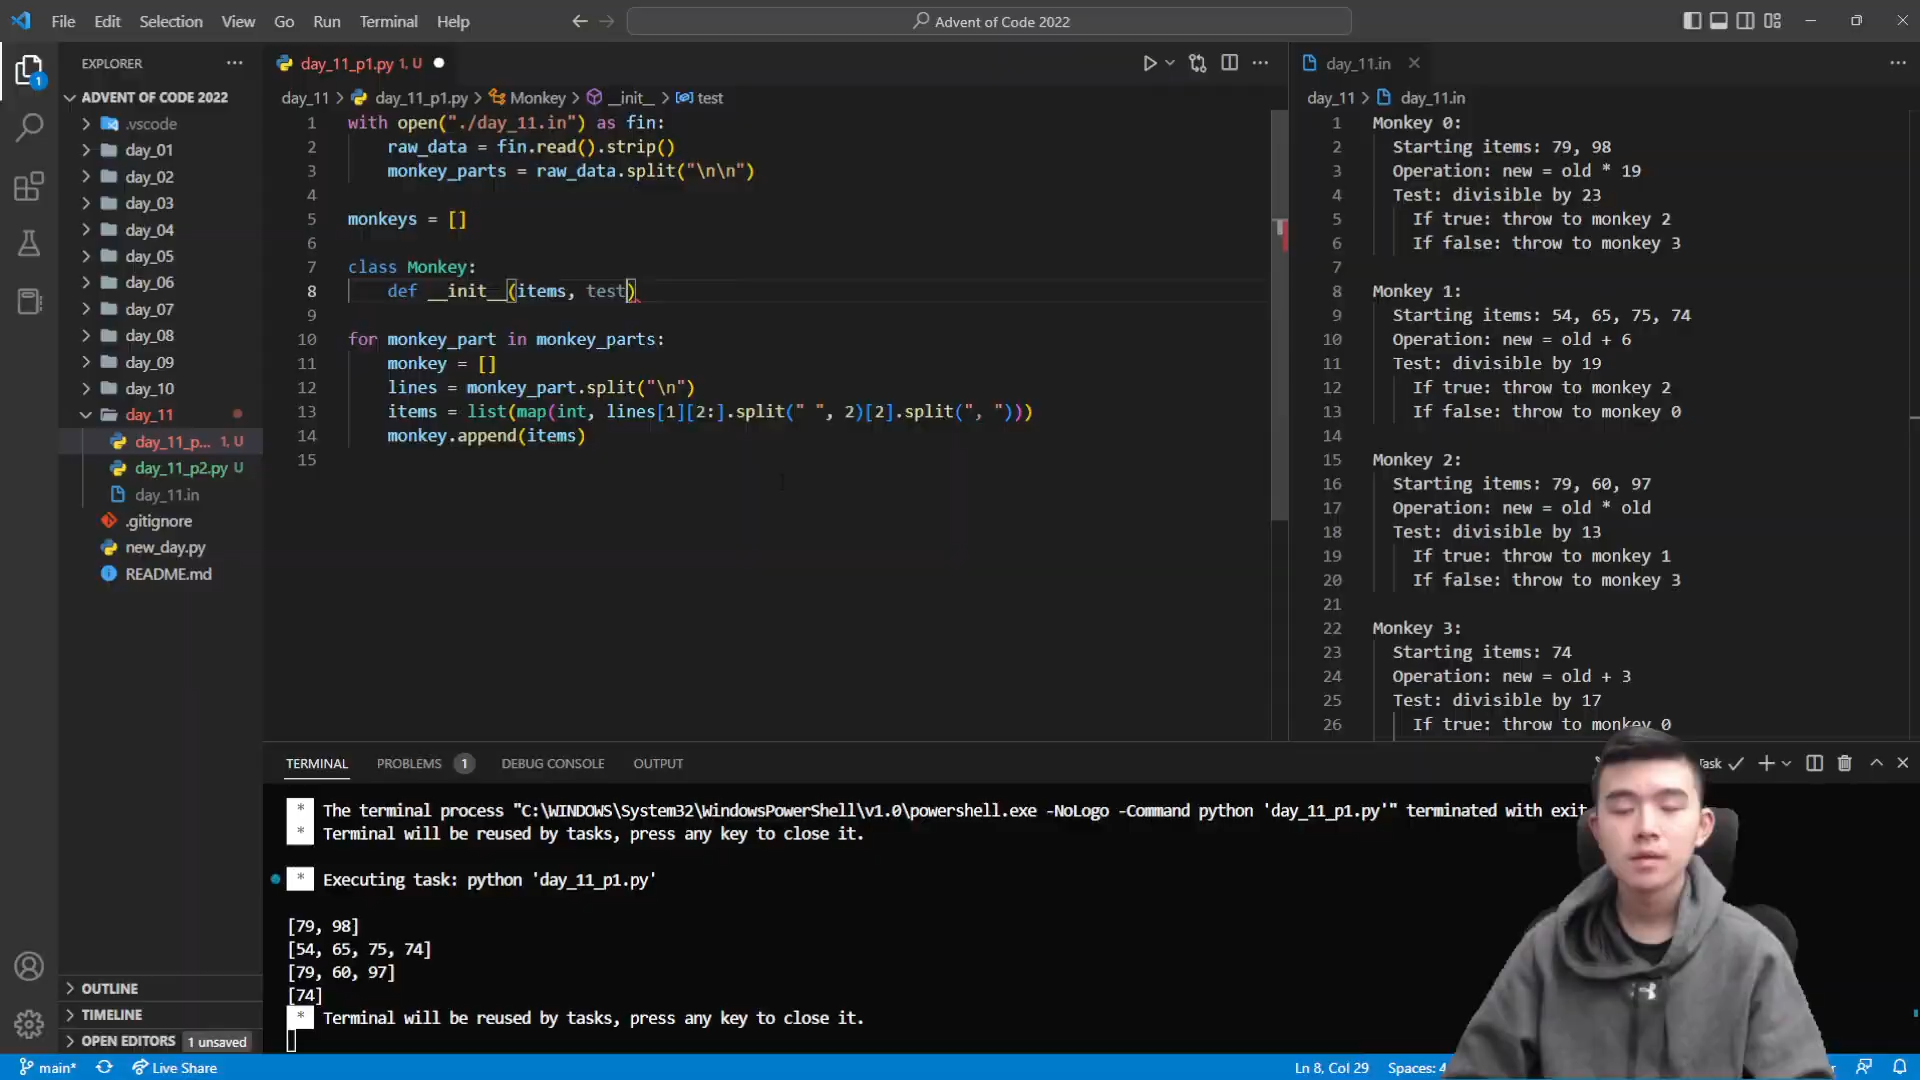 File Edit Selection View Go Run Terminal Help
Advent of Code 2022
EXPLORER
ADVENT OF CODE 2022
.vscode
day_01
day_02
day_03
day_04
day_05
day_06
day_07
day_08
day_09
day_10
day_11
day_11_p... 1, U
day_11_p2.py U
day_11.in
.gitignore
new_day.py
README.md
OUTLINE
TIMELINE
OPEN EDITORS 1 unsaved
1
day_11_p1.py 1, U
day_11 > day_11_p1.py > Monkey > __init__ > test
1 with open("./day_11.in") as fin:
2 raw_data = fin.read().strip()
3 monkey_parts = raw_data.split("\n\n")
4
5 monkeys = []
6
7 class Monkey:
8 def __init__(items, test)
9
10 for monkey_part in monkey_parts:
11 monkey = []
12 lines = monkey_part.split("\n")
13 items = list(map(int, lines[1][2:].split(" ", 2)[2].split(", ")))
14 monkey.append(items)
15
day_11.in
day_11 > day_11.in
1 Monkey 0:
2 Starting items: 79, 98
3 Operation: new = old * 19
4 Test: divisible by 23
5 If true: throw to monkey 2
6 If false: throw to monkey 3
7
8 Monkey 1:
9 Starting items: 54, 65, 75, 74
10 Operation: new = old + 6
11 Test: divisible by 19
12 If true: throw to monkey 2
13 If false: throw to monkey 0
14
15 Monkey 2:
16 Starting items: 79, 60, 97
17 Operation: new = old * old
18 Test: divisible by 13
19 If true: throw to monkey 1
20 If false: throw to monkey 3
21
22 Monkey 3:
23 Starting items: 74
24 Operation: new = old + 3
25 Test: divisible by 17
26 If true: throw to monkey 0
TERMINAL PROBLEMS 1 DEBUG CONSOLE OUTPUT
* The terminal process "C:\WINDOWS\System32\WindowsPowerShell\v1.0\powershell.exe -NoLogo -Command python 'day_11_p1.py'" terminated with exit
* Terminal will be reused by tasks, press any key to close it.
* Executing task: python 'day_11_p1.py'
[79, 98]
[54, 65, 75, 74]
[79, 60, 97]
[74]
* Terminal will be reused by tasks, press any key to close it.
main* Live Share
Ln 8, Col 29 Spaces: